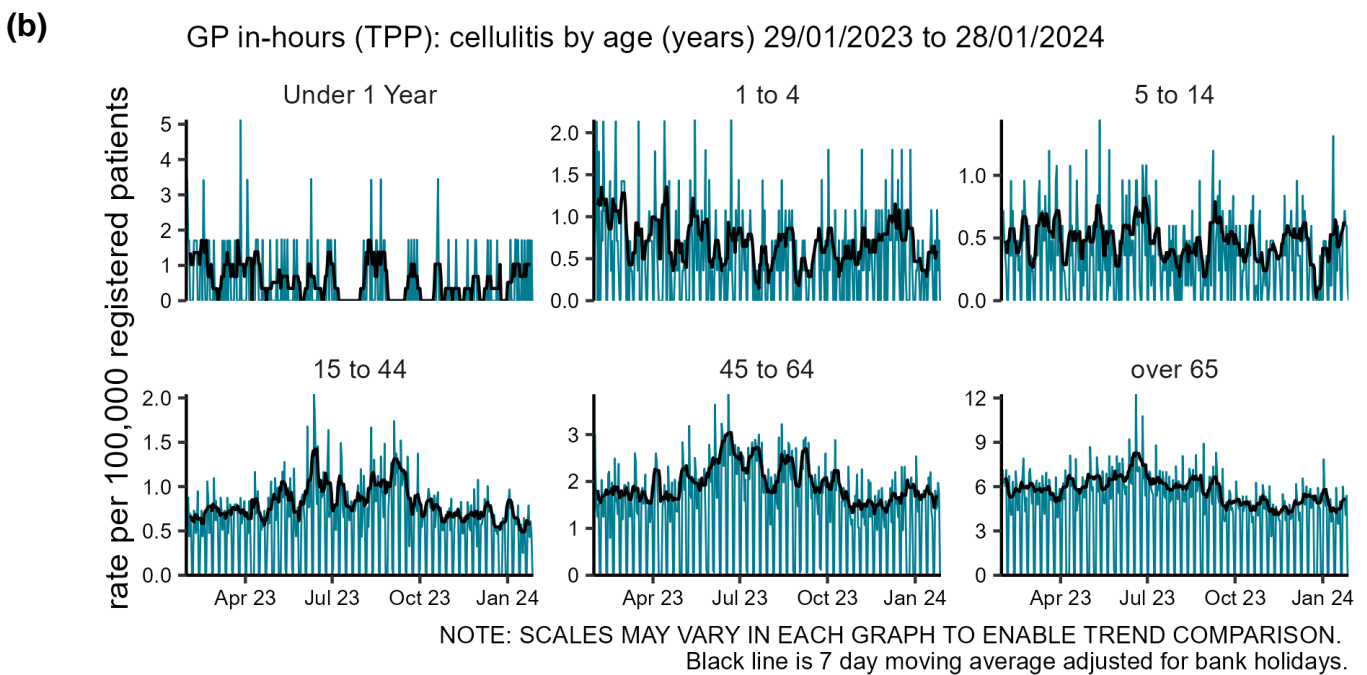 (b)
GP in-hours (TPP): cellulitis by age (years) 29/01/2023 to 28/01/2024
rate per 100,000 registered patients
Under 1 Year
5
4
3
2
1
0
1 to 4
2.0
1.5
1.0
0.5
0.0
5 to 14
1.0
0.5
0.0
15 to 44
2.0
1.5
1.0
0.5
0.0
Apr 23 Jul 23 Oct 23 Jan 24
45 to 64
3
2
1
0
Apr 23 Jul 23 Oct 23 Jan 24
over 65
12
9
6
3
0
Apr 23 Jul 23 Oct 23 Jan 24
NOTE: SCALES MAY VARY IN EACH GRAPH TO ENABLE TREND COMPARISON.
Black line is 7 day moving average adjusted for bank holidays.